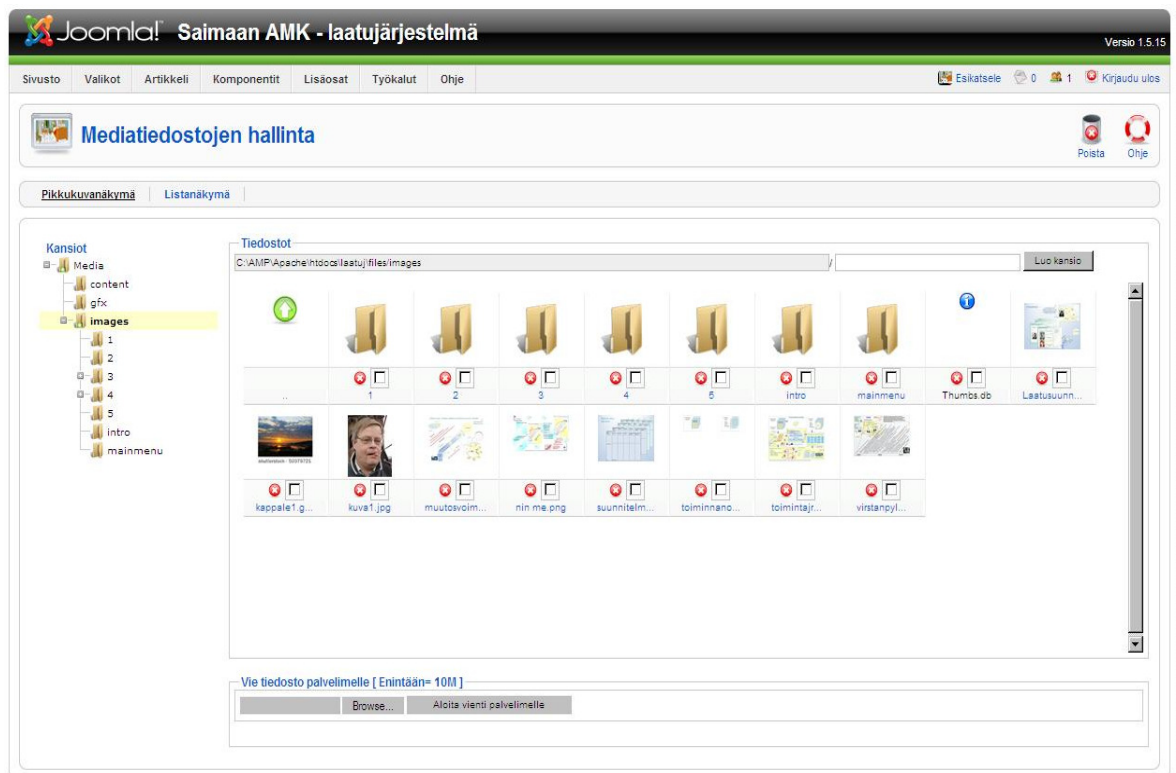 Joomla! Saimaan AMK - laatujärjestelmä
Versio 1.5.15
Sivusto Valikot Artikkeli Komponentit Lisäosat Työkalut Ohje Esikatsele 0 1 Kirjaudu ulos
Mediatiedostojen hallinta
Poista Ohje
Pikkukuvanäkymä Listanäkymä
Kansiot
Media
content
gfx
images
1
2
3
4
5
intro
mainmenu
Tiedostot
C:\AMP\Apache\htdocs\laatuj\files/images / Luo kansio
.. 1 2 3 4 5 intro mainmenu Thumbs.db Laatusuunn...
kappale1.g... kuva1.jpg muutosvoim... nin me.png suunnitelm... toiminnano... toimintajr... virstanpyl...
Vie tiedosto palvelimelle [ Enintään= 10M ]
Browse... Aloita vienti palvelimelle